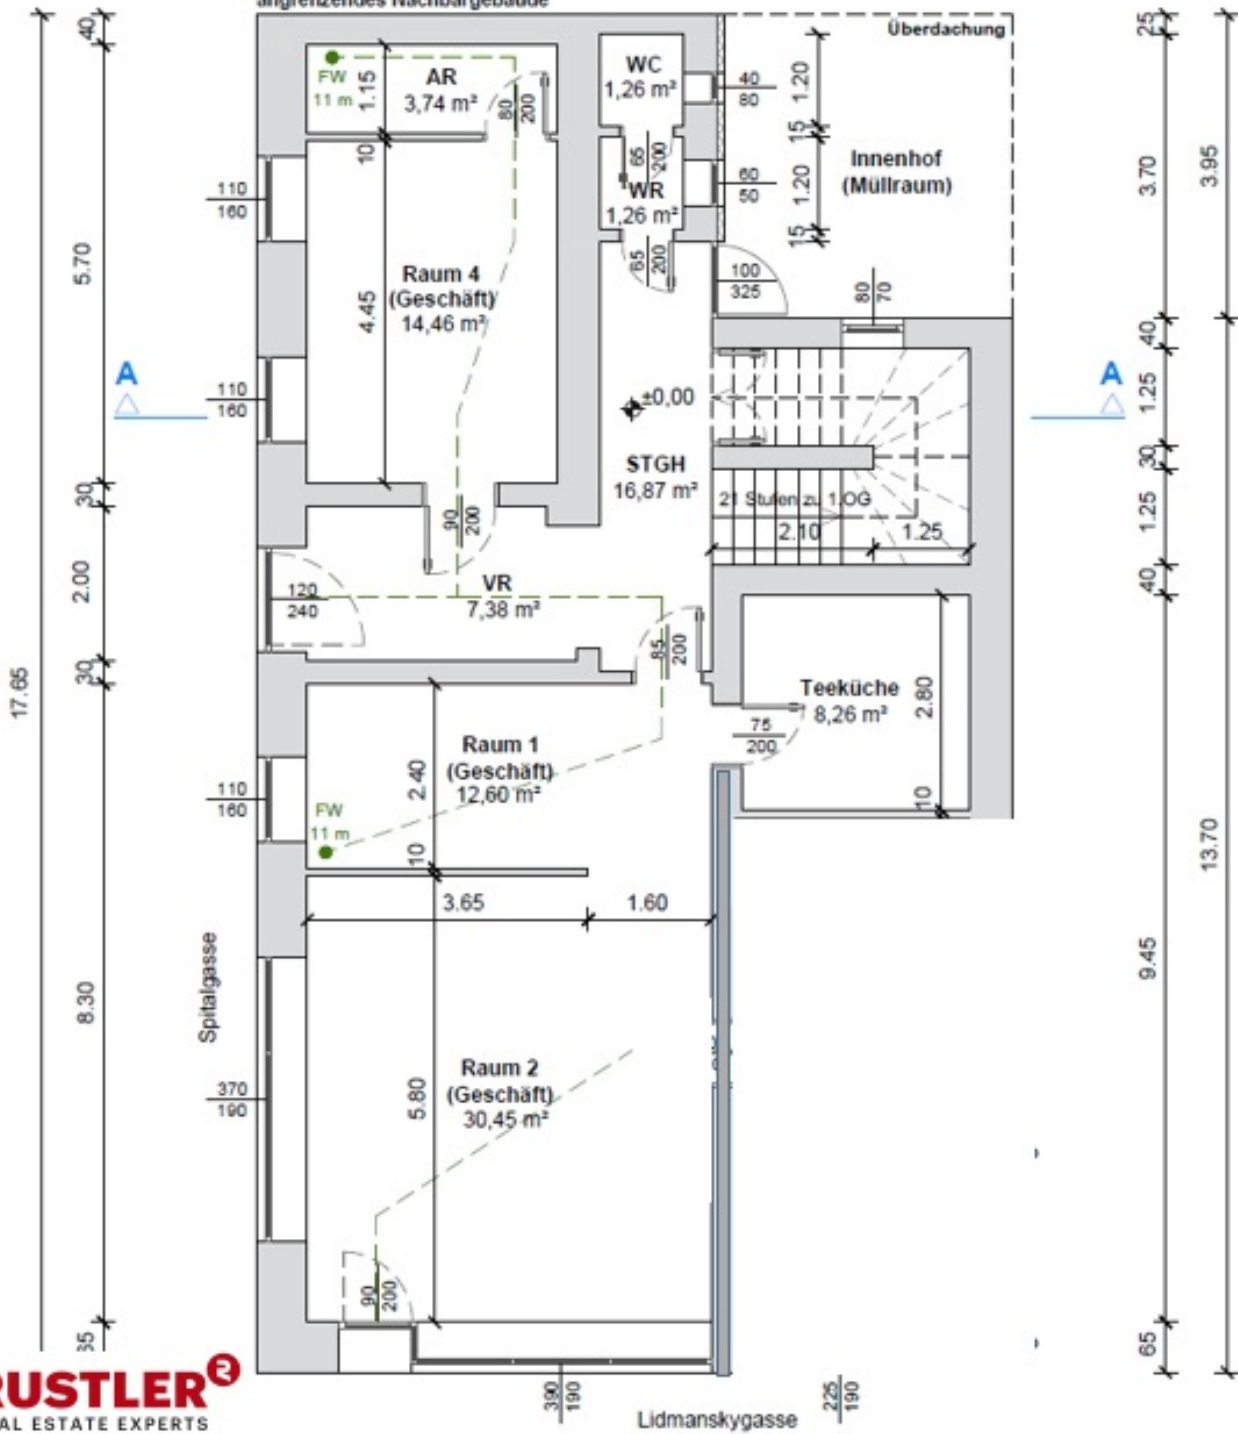 angrenzendes Nachbargebäude
Überdachung
40
25
FW
11 m
1.15
AR
3,74 m²
80
200
WC
1,26 m²
40
80
1.20
15
10
65
200
WR
1,26 m²
60
50
1.20
15
Innenhof
(Müllraum)
3.70
3.95
110
160
5.70
4.45
Raum 4
(Geschäft)
14,46 m²
65
200
100
325
80
70
40
A
110
160
±0,00
A
1.25
30
STGH
16,87 m²
30
90
200
21 Stufen zu 1.OG
2.10
1.25
1.25
2.00
120
240
VR
7,38 m²
40
17.65
30
85
200
Teeküche
8,26 m²
2.80
75
200
Raum 1
(Geschäft)
12,60 m²
2.40
110
160
FW
11 m
10
10
13.70
3.65
1.60
Spitalgasse
8.30
9.45
Raum 2
(Geschäft)
30,45 m²
5.80
370
190
90
200
65
RUSTLER
REAL ESTATE EXPERTS
390
190
Lidmanskygasse
225
190